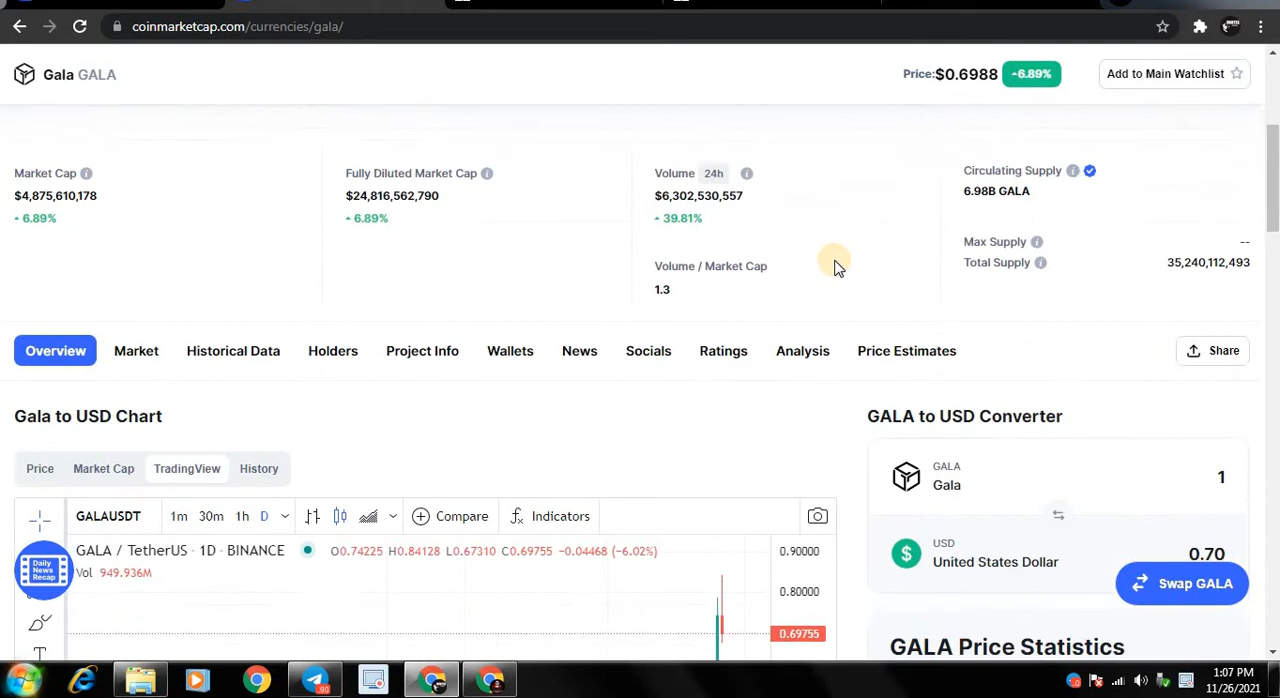 coinmarketcap.com/currencies/gala/
Gala GALA
Price:$0.6988 6.89%
Add to Main Watchlist
Market Cap
$4,875,610,178
6.89%
Fully Diluted Market Cap
$24,816,562,790
6.89%
Volume 24h
$6,302,530,557
39.81%
Volume / Market Cap
1.3
Circulating Supply
6.98B GALA
Max Supply --
Total Supply 35,240,112,493
Overview Market Historical Data Holders Project Info Wallets News Socials Ratings Analysis Price Estimates
Share
Gala to USD Chart
Price Market Cap TradingView History
GALAUSDT 1m 30m 1h D Compare Indicators
GALA / TetherUS · 1D · BINANCE O0.74225 H0.84128 L0.67310 C0.69755 −0.04468 (−6.02%)
Vol 949.936M
0.90000
0.80000
0.69755
Daily
News
Recap
GALA to USD Converter
GALA
Gala
1
USD
United States Dollar
0.70
Swap GALA
GALA Price Statistics
90
1:07 PM
11/26/2021